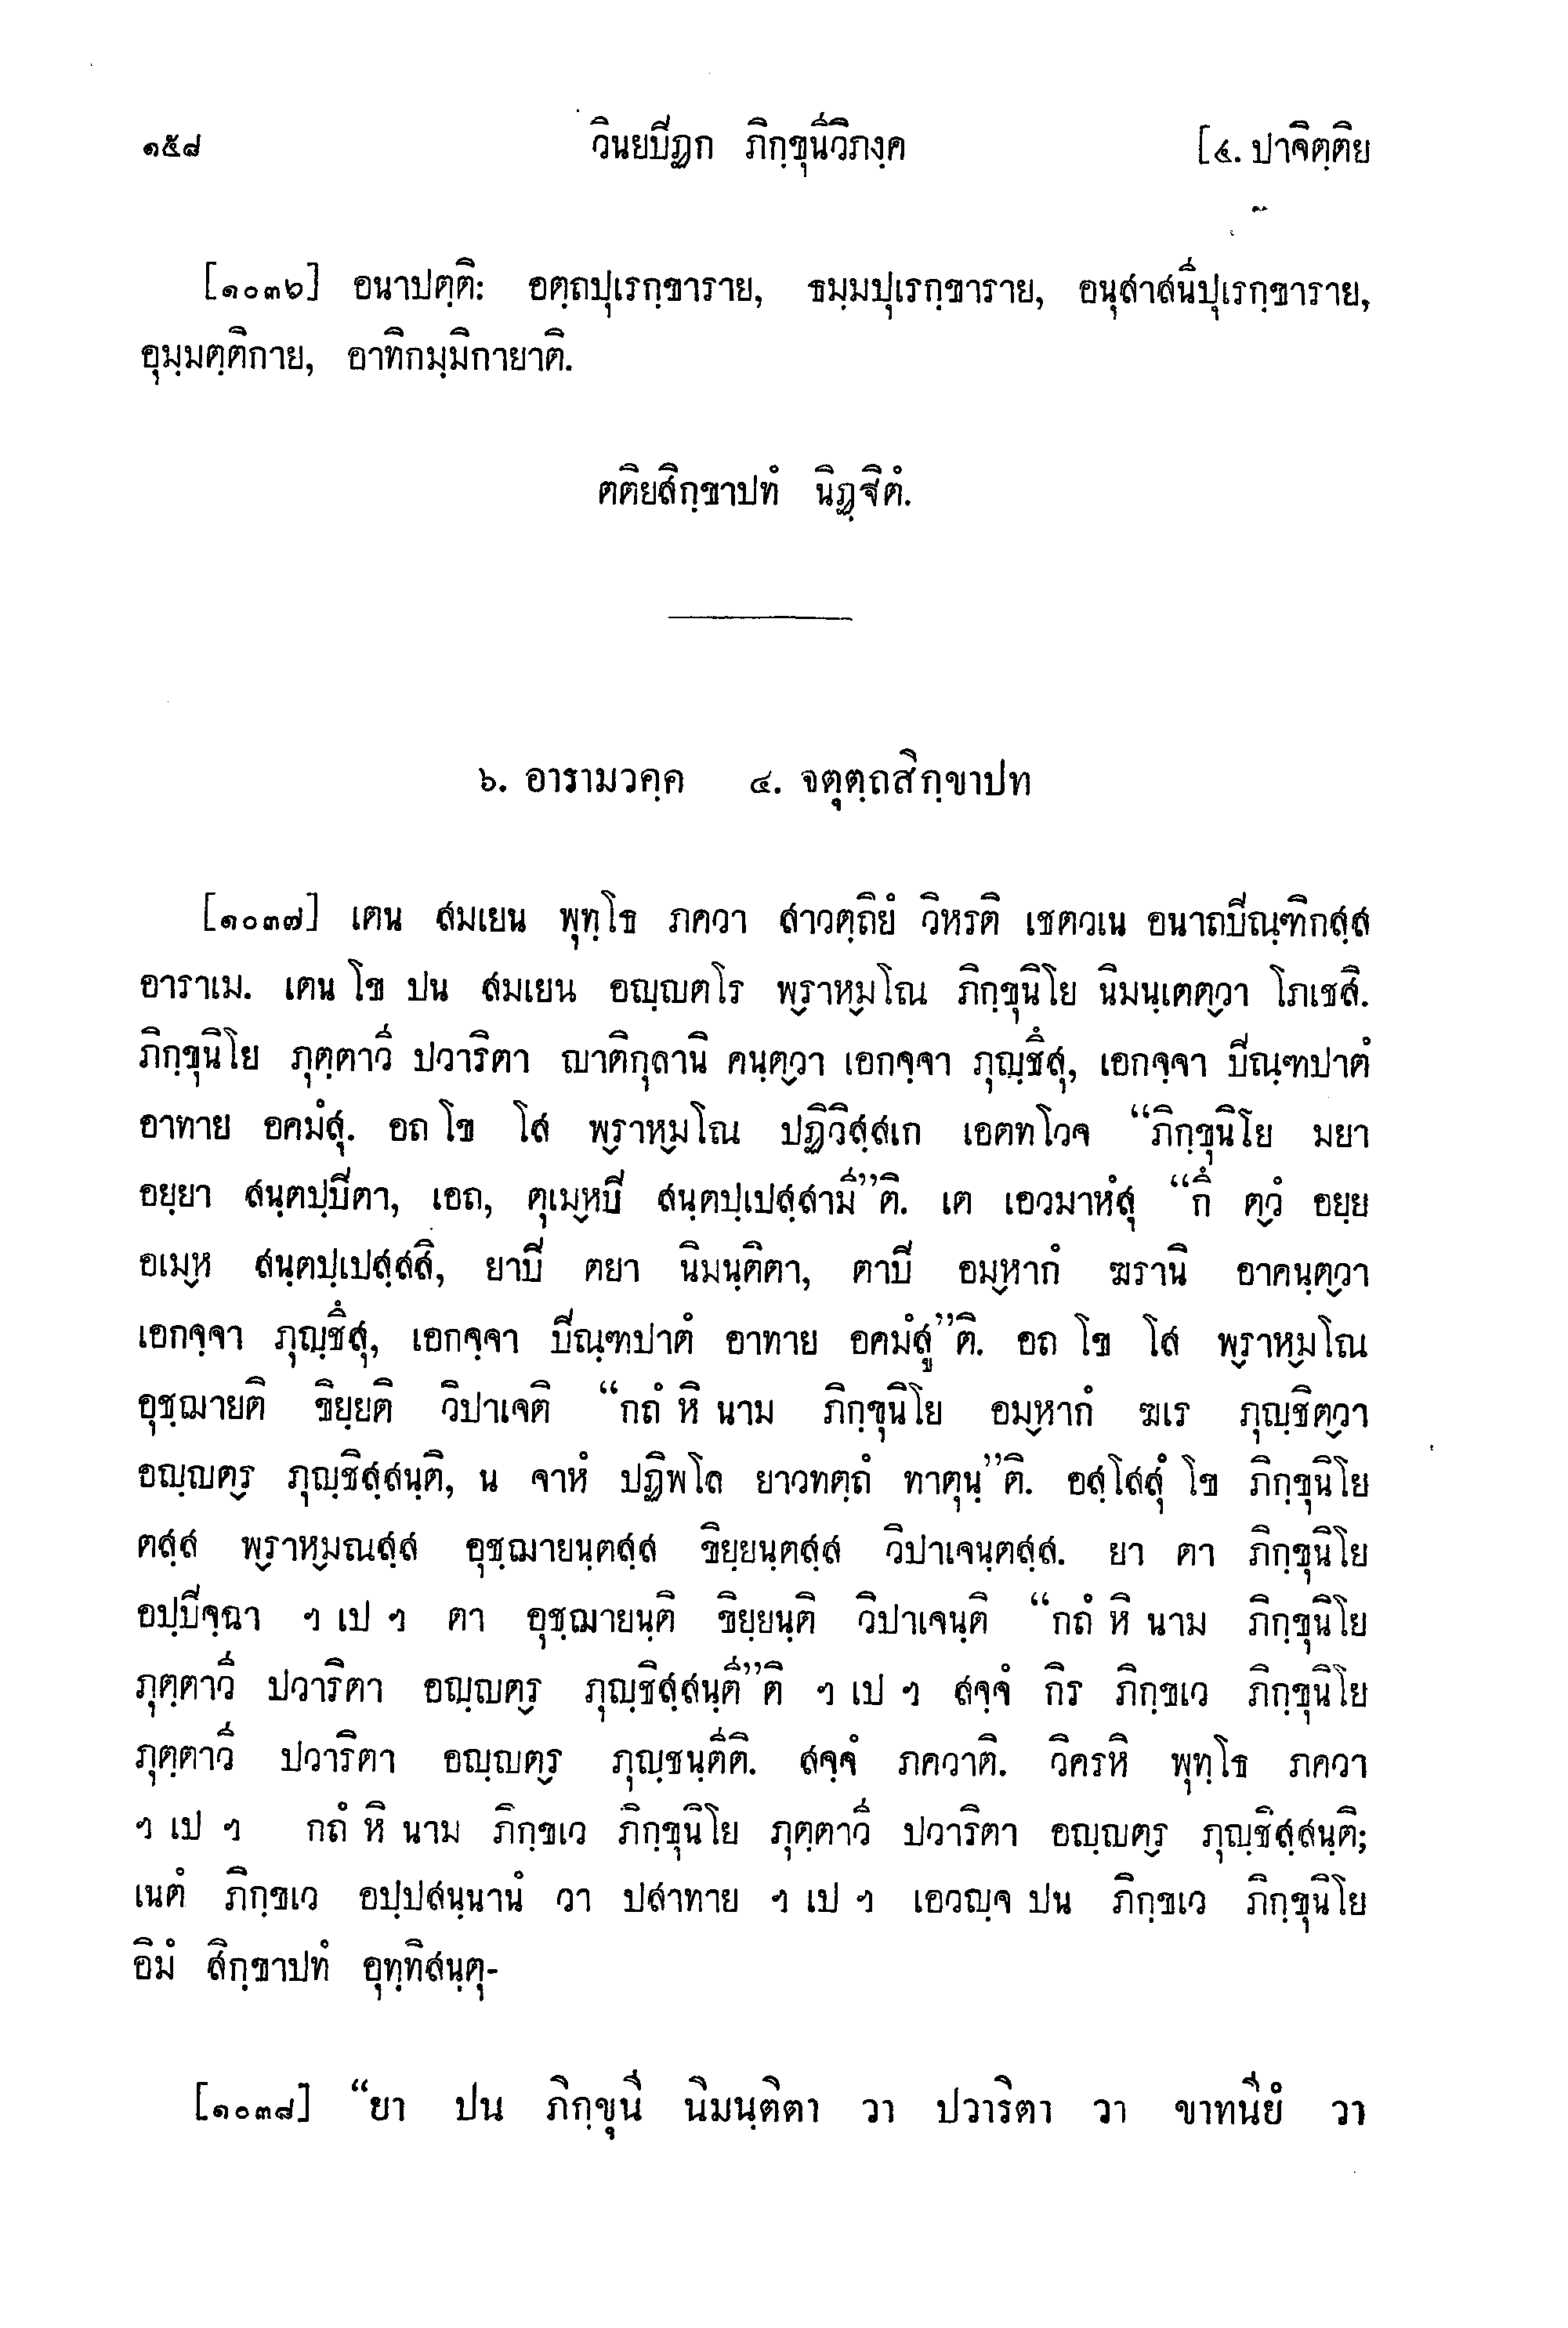 ๑๕๘ วินยปิฏก ภิกฺขุนีวิภงฺค [๔. ปาจิตฺติย
[๑๐๓๖] อนาปตฺติ: อตฺถปุเรกฺขาราย, ธมฺมปุเรกฺขาราย, อนุสาสนีปุเรกฺขาราย,
อุมฺมตฺติกาย, อาทิกมฺมิกายาติ.
ตติยสิกฺขาปทํ นิฏฺฐิตํ.
๖. อารามวคฺค ๔. จตุตฺถสิกฺขาปท
[๑๐๓๗] เตน สมเยน พุทฺโธ ภควา สาวตฺถิยํ วิหรติ เชตวเน อนาถปิณฺฑิกสฺส
อาราเม. เตน โข ปน สมเยน อญฺญตโร พฺราหฺมโณ ภิกฺขุนิโย นิมนฺเตตฺวา โภเชสิ.
ภิกฺขุนิโย ภุตฺตาวี ปวาริตา ญาติกุลานิ คนฺตฺวา เอกจฺจา ภุญฺชึสุ, เอกจฺจา ปิณฺฑปาตํ
อาทาย อคมํสุ. อถ โข โส พฺราหฺมโณ ปฏิวิสฺสเก เอตทโวจ “ภิกฺขุนิโย มยา
อยฺยา สนฺตปฺปิตา, เอถ, ตุเมฺหปิ สนฺตปฺเปสฺสามี”ติ. เต เอวมาหํสุ “กึ ตฺวํ อยฺย
อเมฺห สนฺตปฺเปสฺสสิ, ยาปิ ตยา นิมนฺติตา, ตาปิ อมฺหากํ ฆรานิ อาคนฺตฺวา
เอกจฺจา ภุญฺชึสุ, เอกจฺจา ปิณฺฑปาตํ อาทาย อคมํสู”ติ. อถ โข โส พฺราหฺมโณ
อุชฺฌายติ ขิยฺยติ วิปาเจติ “กถํ หิ นาม ภิกฺขุนิโย อมฺหากํ ฆเร ภุญฺชิตฺวา
อญฺญตฺร ภุญฺชิสฺสนฺติ, น จาหํ ปฏิพโล ยาวทตฺถํ ทาตุนฺ”ติ. อสฺโสสุํ โข ภิกฺขุนิโย
ตสฺส พฺราหฺมณสฺส อุชฺฌายนฺตสฺส ขิยฺยนฺตสฺส วิปาเจนฺตสฺส. ยา ตา ภิกฺขุนิโย
อปฺปิจฺฉา ฯ เป ฯ ตา อุชฺฌายนฺติ ขิยฺยนฺติ วิปาเจนฺติ “กถํ หิ นาม ภิกฺขุนิโย
ภุตฺตาวี ปวาริตา อญฺญตฺร ภุญฺชิสฺสนฺตี”ติ ฯ เป ฯ สจฺจํ กิร ภิกฺขเว ภิกฺขุนิโย
ภุตฺตาวี ปวาริตา อญฺญตฺร ภุญฺชนฺตีติ. สจฺจํ ภควาติ. วิครหิ พุทฺโธ ภควา
ฯ เป ฯ กถํ หิ นาม ภิกฺขเว ภิกฺขุนิโย ภุตฺตาวี ปวาริตา อญฺญตฺร ภุญฺชิสฺสนฺติ;
เนตํ ภิกฺขเว อปฺปสนฺนานํ วา ปสาทาย ฯ เป ฯ เอวญฺจ ปน ภิกฺขเว ภิกฺขุนิโย
อิมํ สิกฺขาปทํ อุทฺทิสนฺตุ-
[๑๐๓๘] “ยา ปน ภิกฺขุนี นิมนฺติตา วา ปวาริตา วา ขาทนียํ วา